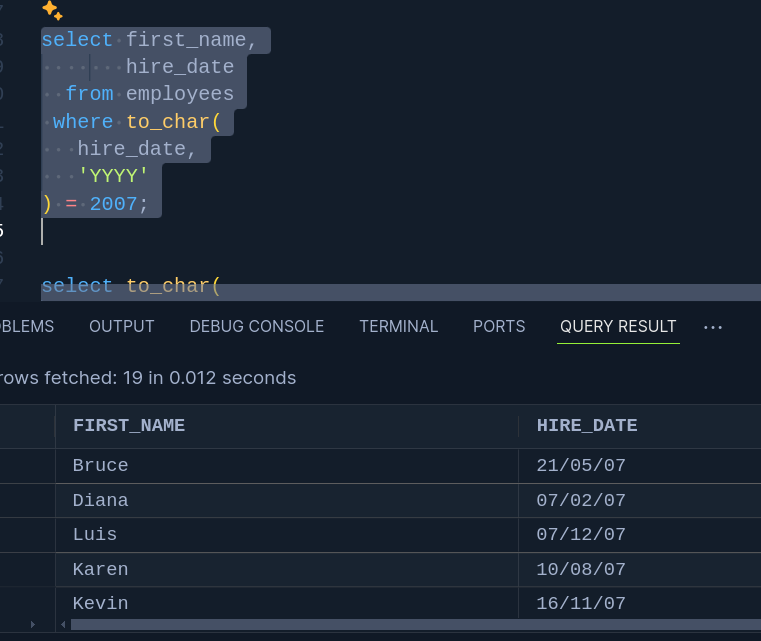 select first_name,
hire_date
from employees
where to_char(
hire_date,
'YYYY'
) = 2007;
select to_char(
OUTPUT DEBUG CONSOLE TERMINAL PORTS QUERY RESULT ...
fetched: 19 in 0.012 seconds
FIRST_NAME HIRE_DATE
Bruce 21/05/07
Diana 07/02/07
Luis 07/12/07
Karen 10/08/07
Kevin 16/11/07